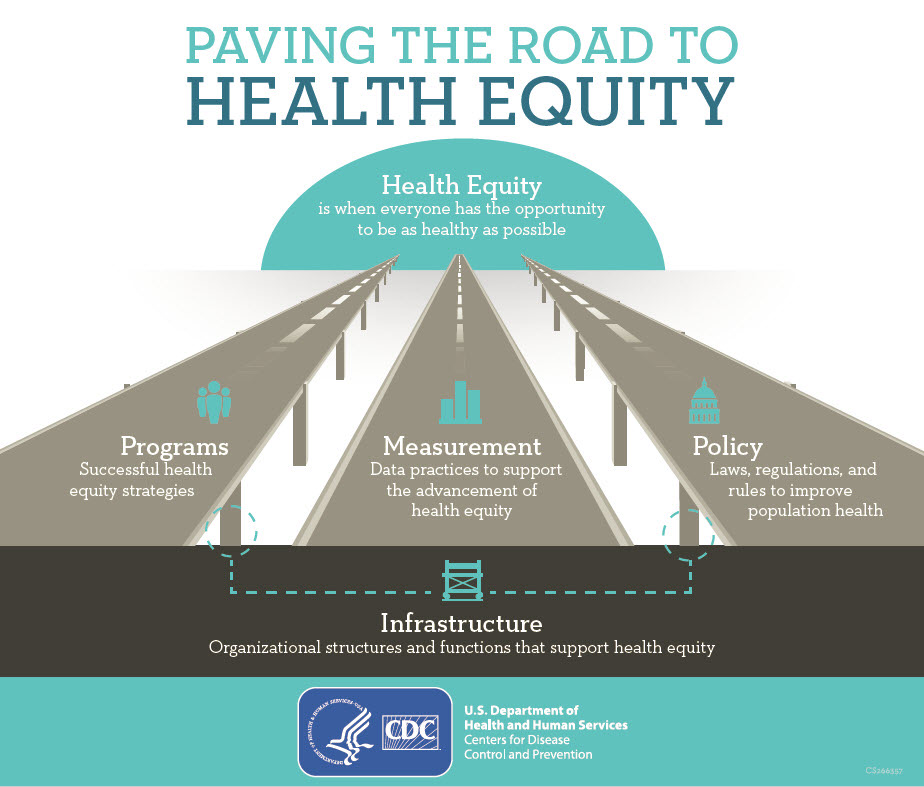 PAVING THE ROAD TO
HEALTH EQUITY
Health Equity
is when everyone has the opportunity
to be as healthy as possible
Programs
Successful health
equity strategies
Measurement
Data practices to support
the advancement of
health equity
Policy
Laws, regulations, and
rules to improve
population health
Infrastructure
Organizational structures and functions that support health equity
DEPARTMENT OF HEALTH & HUMAN SERVICES·USA
CDC
U.S. Department of
Health and Human Services
Centers for Disease
Control and Prevention
CS266557